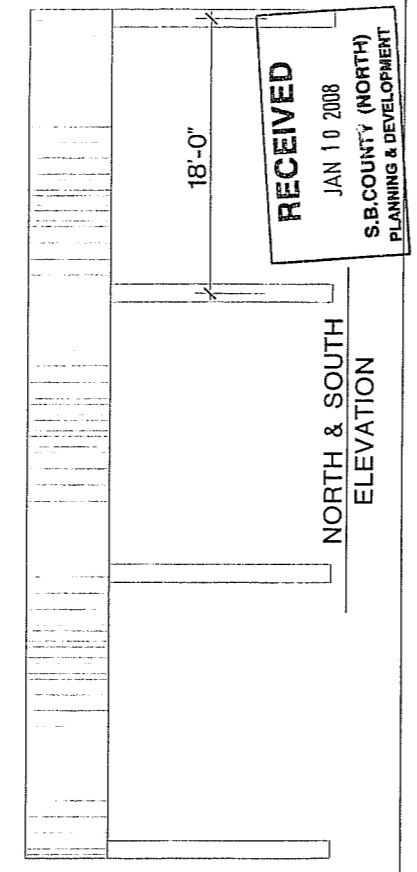 18'-0"
RECEIVED
JAN 10 2008
S.B.COUNTY (NORTH)
PLANNING & DEVELOPMENT
NORTH & SOUTH
ELEVATION